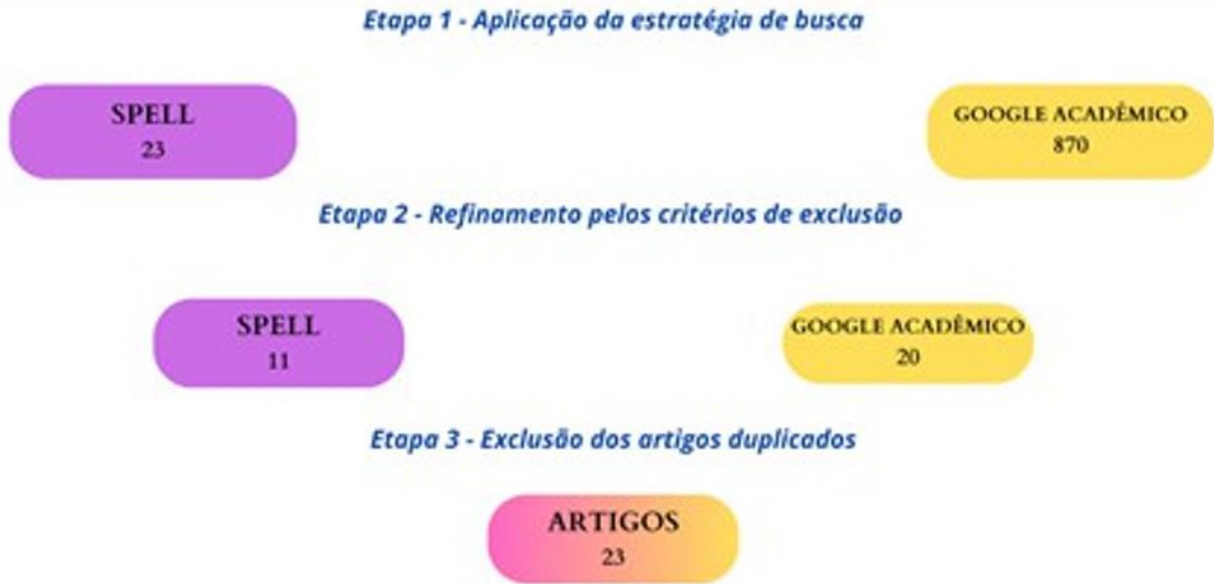 Etapa 1 - Aplicação da estratégia de busca
SPELL
23
GOOGLE ACADÊMICO
870
Etapa 2 - Refinamento pelos critérios de exclusão
SPELL
11
GOOGLE ACADÊMICO
20
Etapa 3 - Exclusão dos artigos duplicados
ARTIGOS
23